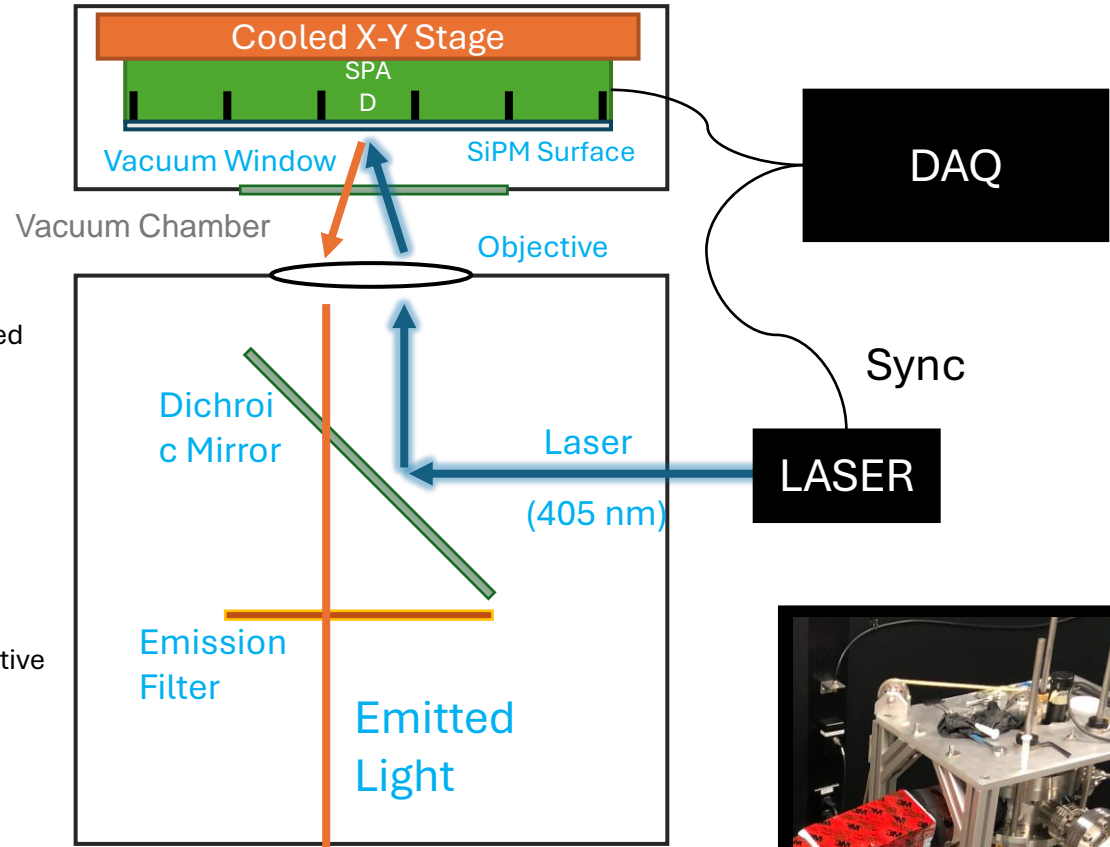 Cooled X-Y Stage
SPA
D
Vacuum Window
SiPM Surface
Vacuum Chamber
Objective
DAQ
ed
Sync
Dichroi
c Mirror
Laser
(405 nm)
LASER
Emission
Filter
tive
Emitted
Light
3M